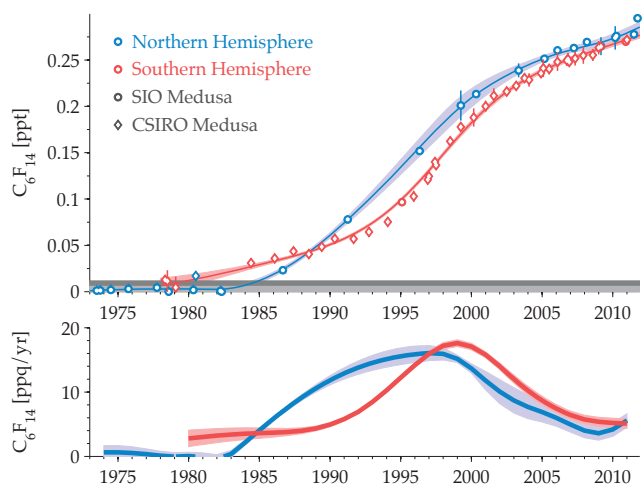 Northern Hemisphere
Southern Hemisphere
SIO Medusa
CSIRO Medusa
C6F14 [ppt]
0.25
0.2
0.15
0.1
0.05
0
1975 1980 1985 1990 1995 2000 2005 2010
C6F14 [ppq/yr]
20
10
0
1975 1980 1985 1990 1995 2000 2005 2010